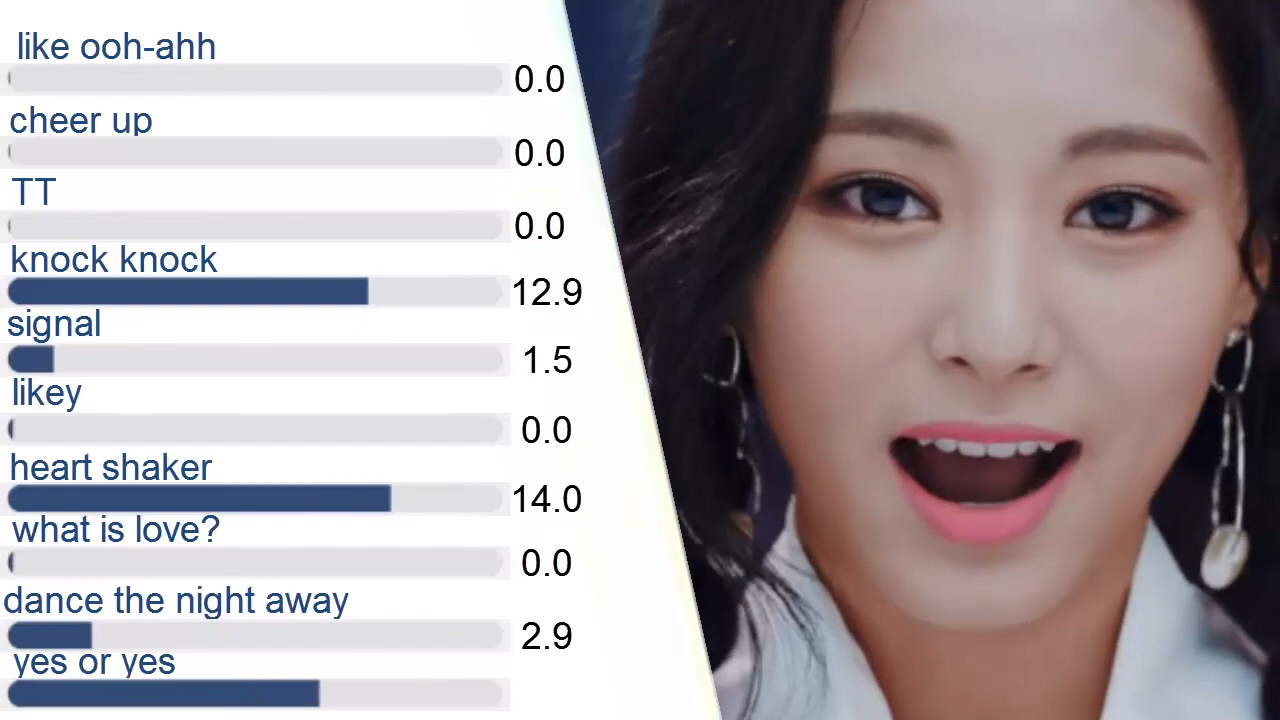 like ooh-ahh
0.0
cheer up
0.0
TT
0.0
knock knock
12.9
signal
1.5
likey
0.0
heart shaker
14.0
what is love?
0.0
dance the night away
2.9
yes or yes